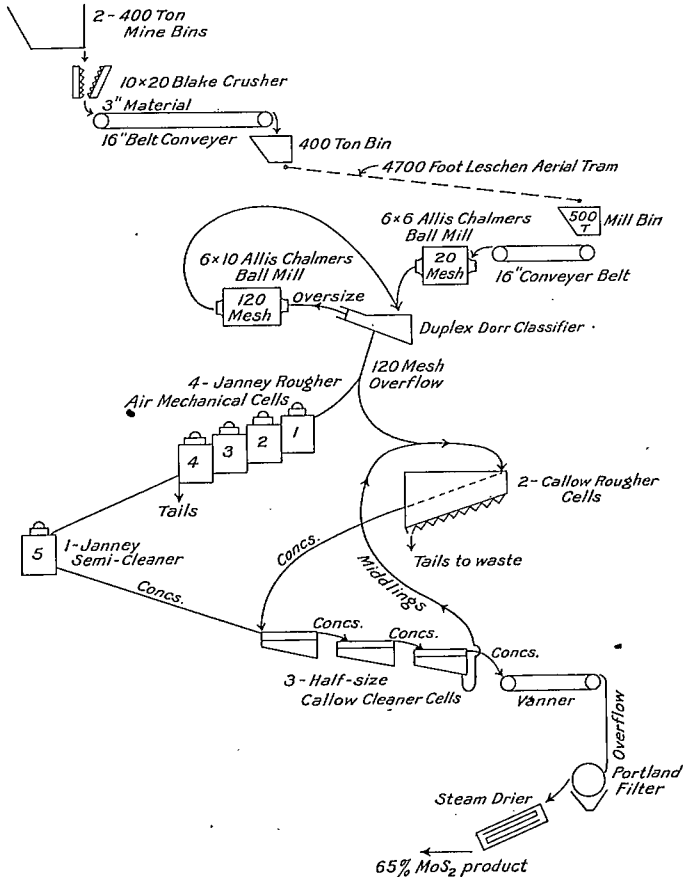 2-400 Ton
Mine Bins
10×20 Blake Crusher
3" Material
16" Belt Conveyer
400 Ton Bin
4700 Foot Leschen Aerial Tram
500
T
Mill Bin
6×6 Allis Chalmers
Ball Mill
20
Mesh
16" Conveyer Belt
6×10 Allis Chalmers
Ball Mill
120
Mesh
Oversize
Duplex Dorr Classifier
120 Mesh
Overflow
4-Janney Rougher
Air Mechanical Cells
1
2
3
4
Tails
2-Callow Rougher
Cells
Tails to waste
5
1-Janney
Semi-Cleaner
Concs.
Concs.
Middlings
Concs.
Concs.
Concs.
3-Half-size
Callow Cleaner Cells
Vanner
Overflow
Portland
Filter
Steam Drier
65% MoS₂ product